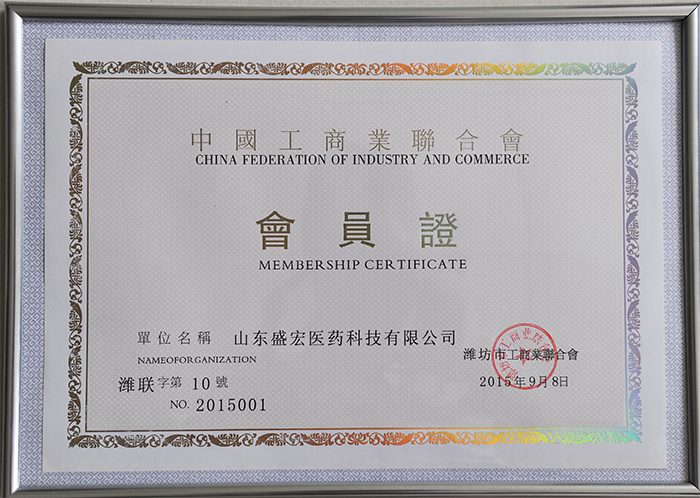 中國工商業聯合會
CHINA FEDERATION OF INDUSTRY AND COMMERCE
會員證
MEMBERSHIP CERTIFICATE
單位名稱 山东盛宏医药科技有限公司
NAMEOFORGANIZATION
潍坊市工商業聯合會
潍联字第10號
2015年9月8日
NO. 2015001